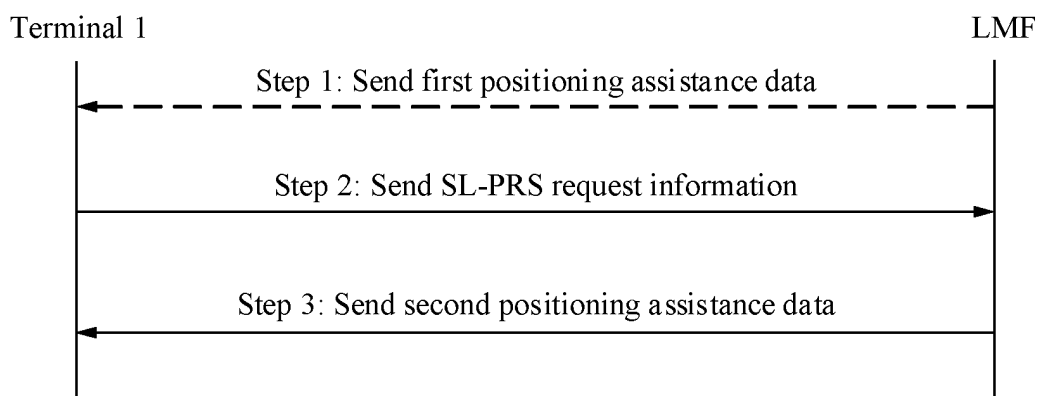 Terminal 1
LMF
Step 1: Send first positioning assistance data
Step 2: Send SL-PRS request information
Step 3: Send second positioning assistance data